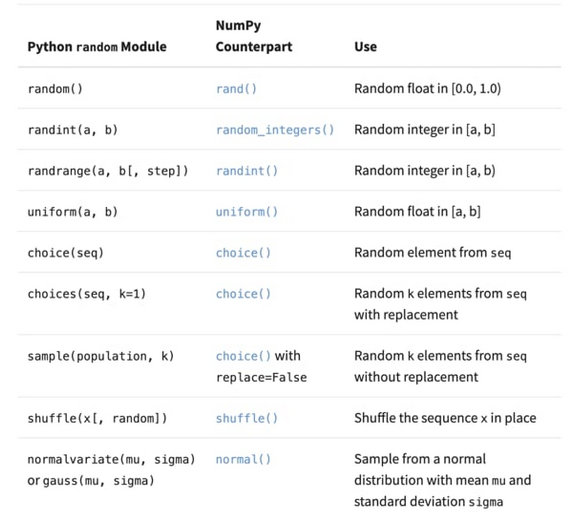 Python random Module NumPy Counterpart Use
random() rand() Random float in [0.0, 1.0)
randint(a, b) random_integers() Random integer in [a, b]
randrange(a, b[, step]) randint() Random integer in [a, b)
uniform(a, b) uniform() Random float in [a, b]
choice(seq) choice() Random element from seq
choices(seq, k=1) choice() Random k elements from seq
with replacement
sample(population, k) choice() with Random k elements from seq
replace=False without replacement
shuffle(x[, random]) shuffle() Shuffle the sequence x in place
normalvariate(mu, sigma) normal() Sample from a normal
or gauss(mu, sigma) distribution with mean mu and
standard deviation sigma